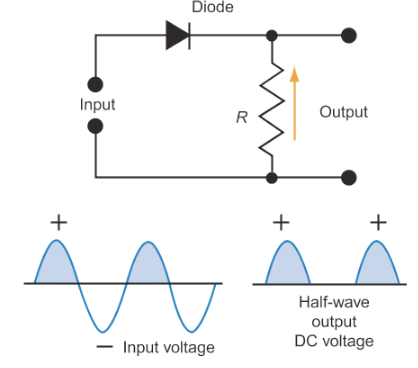 Diode
Input
R
Output
+
+
+
Half-wave
output
DC voltage
− Input voltage